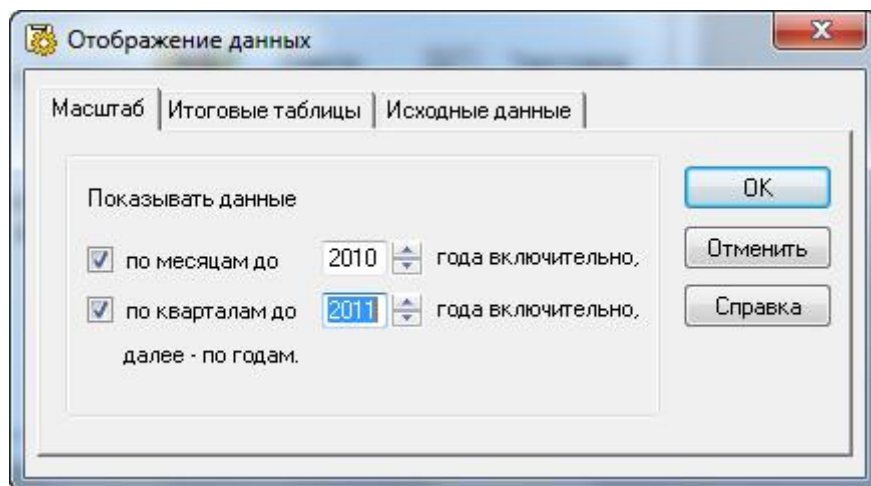 Отображение данных
Масштаб Итоговые таблицы Исходные данные
Показывать данные
по месяцам до 2010 года включительно,
по кварталам до 2011 года включительно,
далее - по годам.
OK
Отменить
Справка